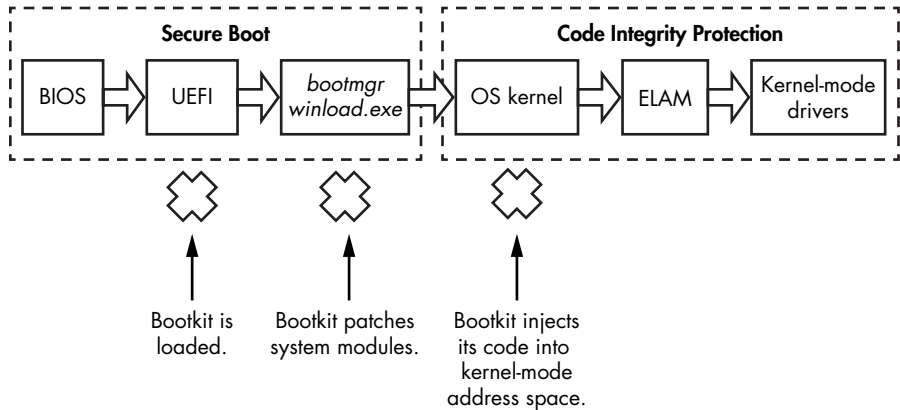 Secure Boot
Code Integrity Protection
BIOS
UEFI
bootmgr
winload.exe
OS kernel
ELAM
Kernel-mode
drivers
Bootkit is
loaded.
Bootkit patches
system modules.
Bootkit injects
its code into
kernel-mode
address space.